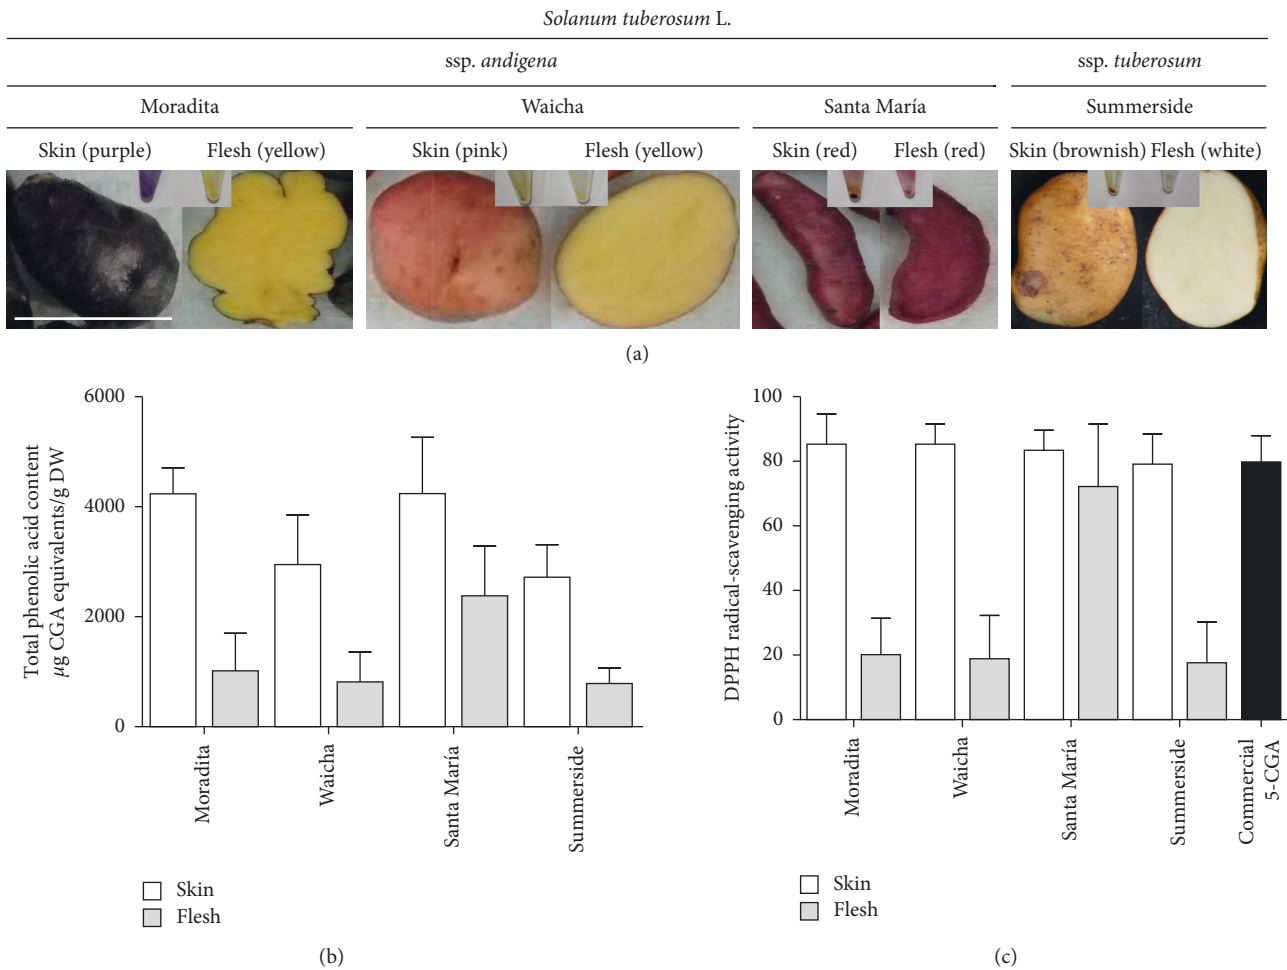 Solanum tuberosum L.
ssp. andigena ssp. tuberosum
Moradita Waicha Santa María Summerside
Skin (purple) Flesh (yellow) Skin (pink) Flesh (yellow) Skin (red) Flesh (red) Skin (brownish) Flesh (white)
(a)
Total phenolic acid content
µg CGA equivalents/g DW
6000
4000
2000
0
Moradita
Waicha
Santa María
Summerside
Skin
Flesh
(b)
DPPH radical-scavenging activity
100
80
60
40
20
0
Moradita
Waicha
Santa María
Summerside
Commercial
5-CGA
Skin
Flesh
(c)